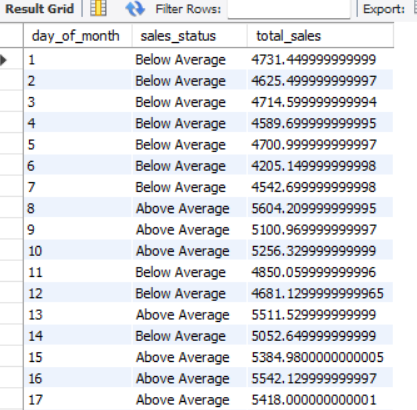 Result Grid Filter Rows: Export:
day_of_month sales_status total_sales
1 Below Average 4731.449999999999
2 Below Average 4625.499999999997
3 Below Average 4714.599999999994
4 Below Average 4589.699999999995
5 Below Average 4700.999999999997
6 Below Average 4205.149999999998
7 Below Average 4542.699999999998
8 Above Average 5604.209999999995
9 Above Average 5100.969999999997
10 Above Average 5256.329999999999
11 Below Average 4850.059999999996
12 Below Average 4681.1299999999965
13 Above Average 5511.529999999999
14 Below Average 5052.649999999999
15 Above Average 5384.9800000000005
16 Above Average 5542.129999999997
17 Above Average 5418.000000000001